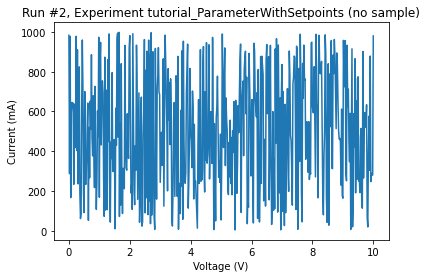 Run #2, Experiment tutorial_ParameterWithSetpoints (no sample)
1000
800
600
400
200
0
Current (mA)
0 2 4 6 8 10
Voltage (V)